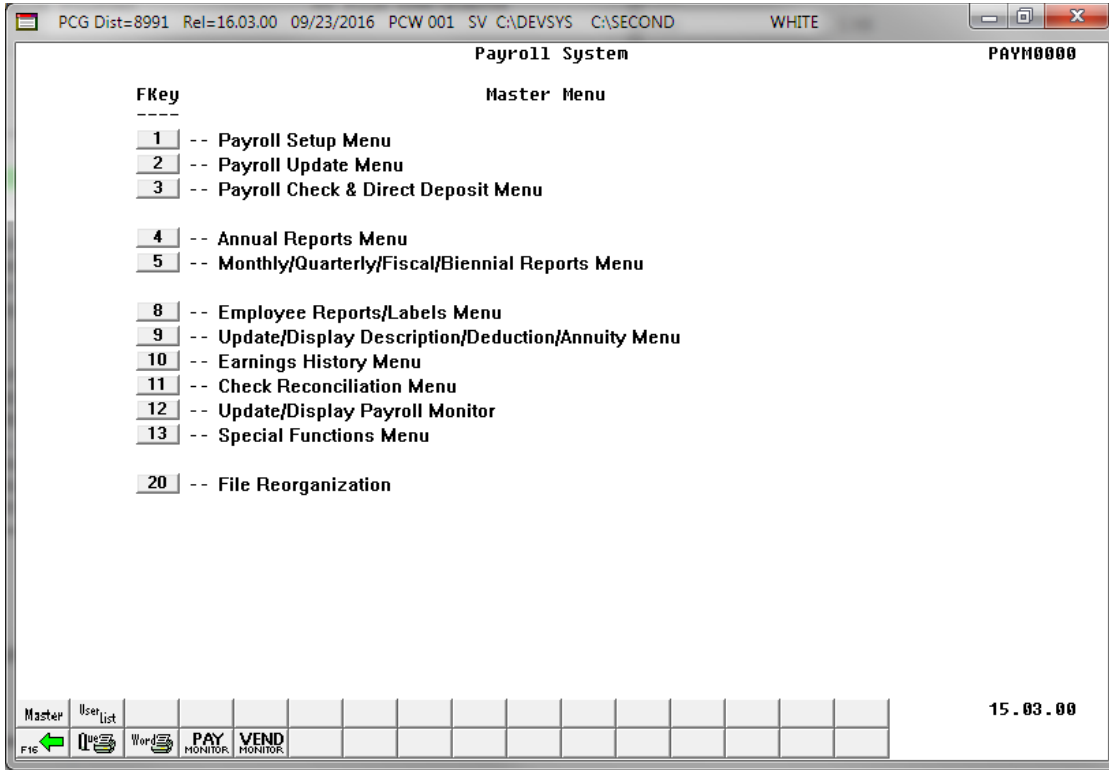 PCG Dist=8991 Rel=16.03.00 09/23/2016 PCW 001 SV C:\DEVSYS C:\SECOND WHITE
Payroll System PAYM0000
FKey Master Menu
----
1 -- Payroll Setup Menu
2 -- Payroll Update Menu
3 -- Payroll Check & Direct Deposit Menu
4 -- Annual Reports Menu
5 -- Monthly/Quarterly/Fiscal/Biennial Reports Menu
8 -- Employee Reports/Labels Menu
9 -- Update/Display Description/Deduction/Annuity Menu
10 -- Earnings History Menu
11 -- Check Reconciliation Menu
12 -- Update/Display Payroll Monitor
13 -- Special Functions Menu
20 -- File Reorganization
Master User List 15.03.00
F16 Que Word PAY MONITOR VEND MONITOR